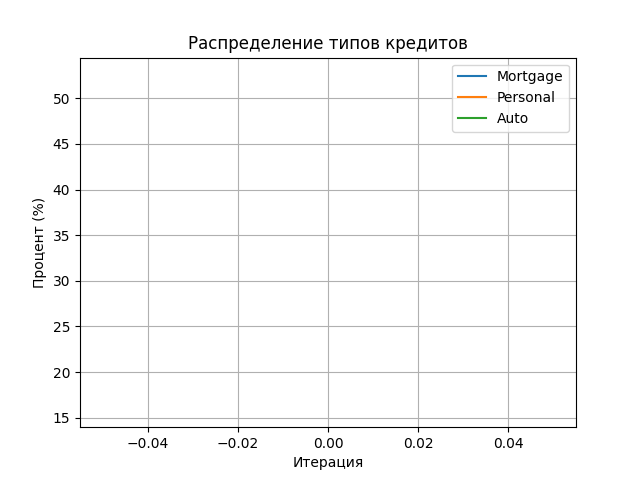 Распределение типов кредитов
Mortgage
Personal
Auto
50
45
40
35
30
25
20
15
Процент (%)
−0.04
−0.02
0.00
0.02
0.04
Итерация